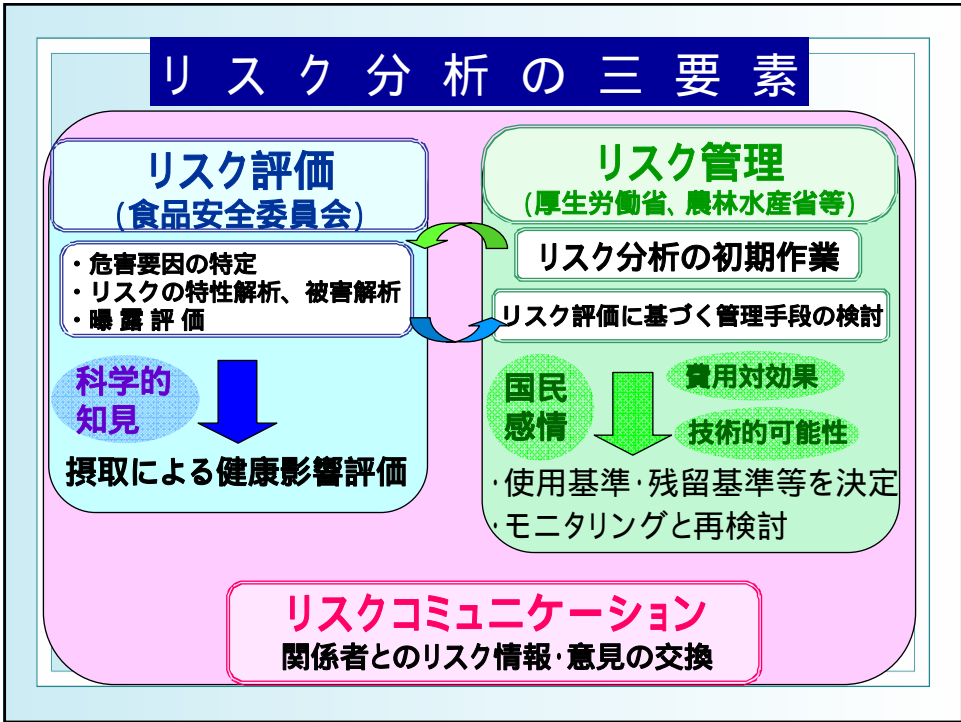 リスク分析の三要素
リスク評価
(食品安全委員会)
・危害要因の特定
・リスクの特性解析、被害解析
・曝露評価
科学的
知見
摂取による健康影響評価
リスク管理
(厚生労働省、農林水産省等)
リスク分析の初期作業
リスク評価に基づく管理手段の検討
国民
感情
費用対効果
技術的可能性
・使用基準・残留基準等を決定
・モニタリングと再検討
リスクコミュニケーション
関係者とのリスク情報・意見の交換